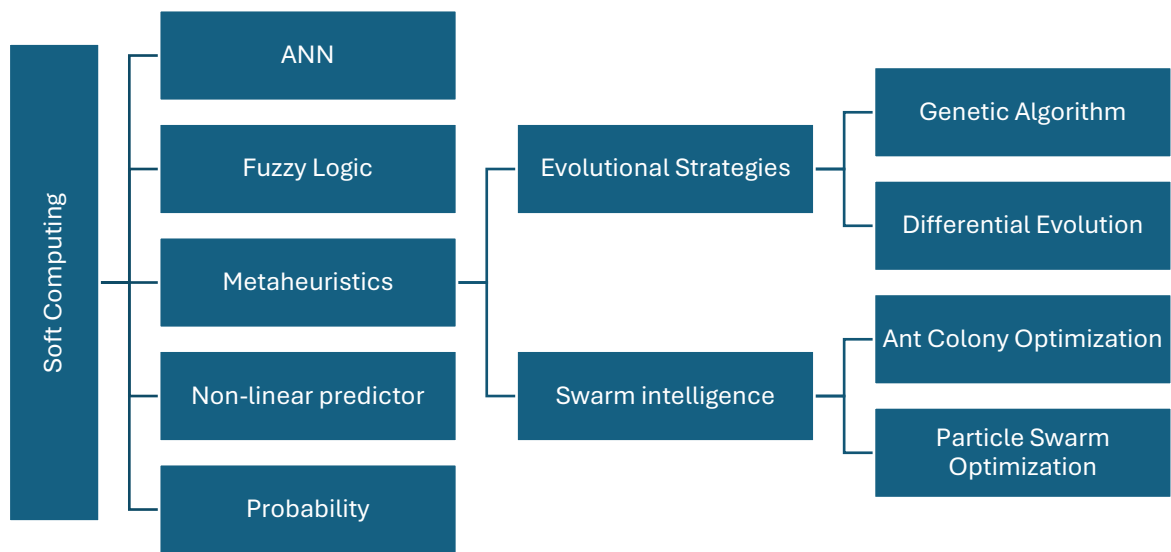 Soft Computing
ANN
Fuzzy Logic
Metaheuristics
Non-linear predictor
Probability
Evolutional Strategies
Swarm intelligence
Genetic Algorithm
Differential Evolution
Ant Colony Optimization
Particle Swarm
Optimization